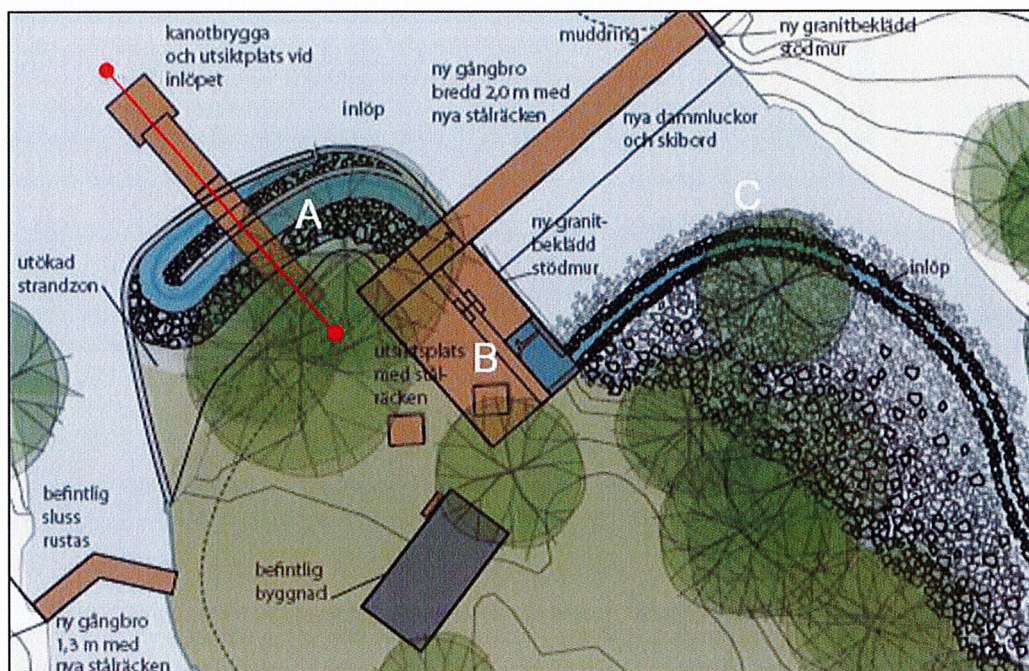 kanotbrygga
och utsiktplats vid
inlöpet
inlöp
muddring
ny granitbeklädd
stödmur
ny gångbro
bredd 2,0 m med
nya stålräcken
nya dammluckor
och skibord
A
C
ny granit-
beklädd
stödmur
inlöp
utökad
strandzon
utsiktsplats
med stål-
räcken
B
befintlig
sluss
rustas
befintlig
byggnad
ny gångbro
1,3 m med
nya stålräcken